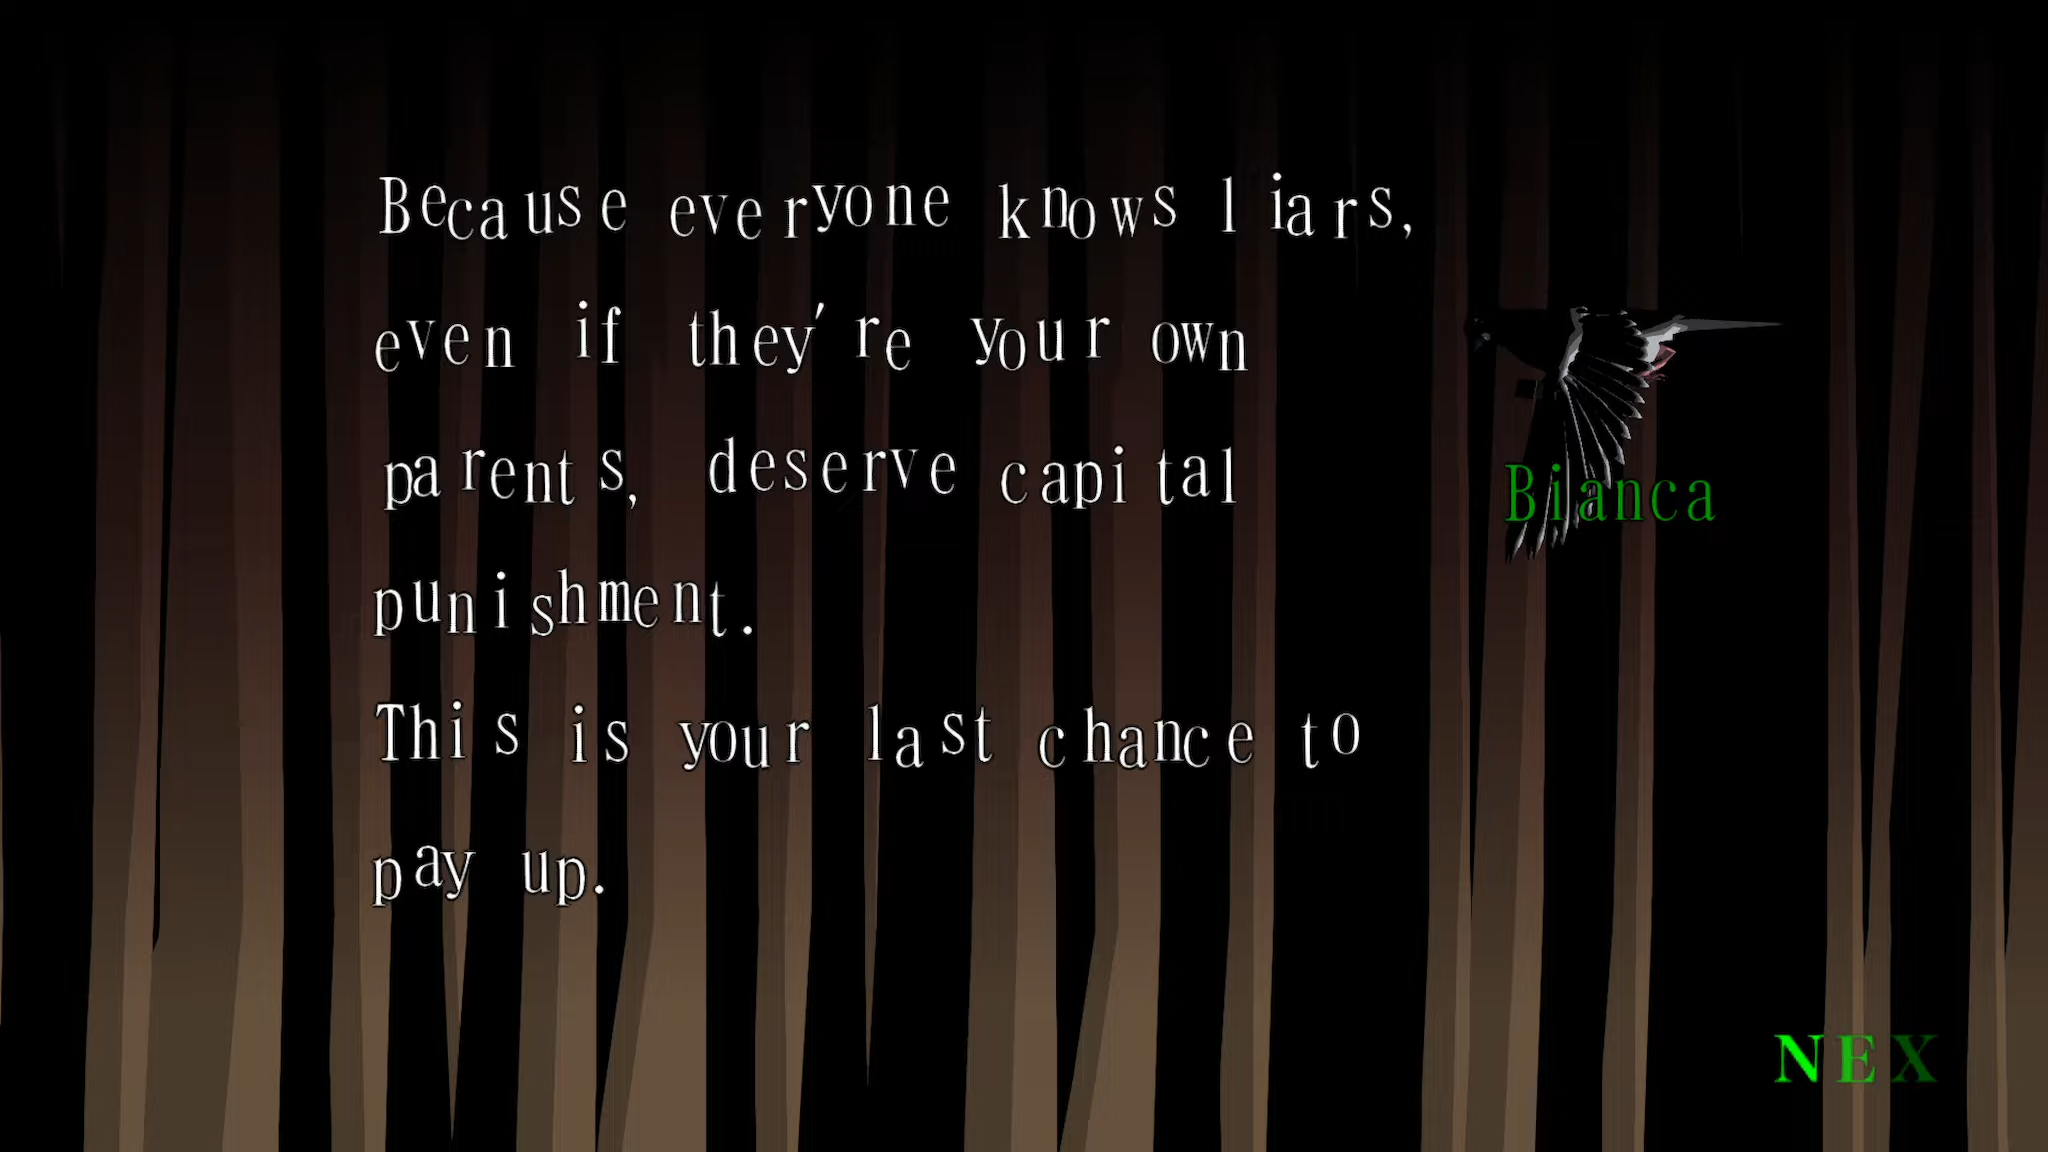 Because everyone knows liars,
even if they're your own
parents, deserve capital
punishment.
This is your last chance to
pay up.
Bianca
NEX